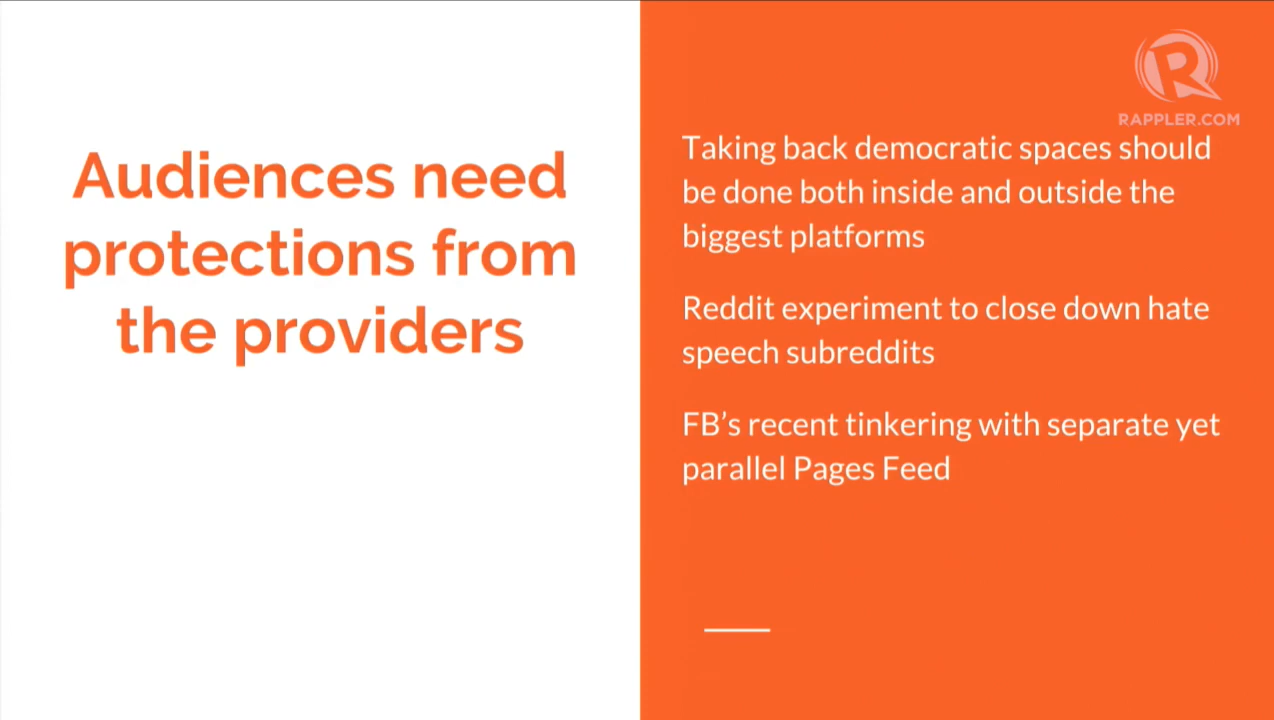 Audiences need
protections from
the providers
RAPPLER.COM
Taking back democratic spaces should
be done both inside and outside the
biggest platforms
Reddit experiment to close down hate
speech subreddits
FB’s recent tinkering with separate yet
parallel Pages Feed